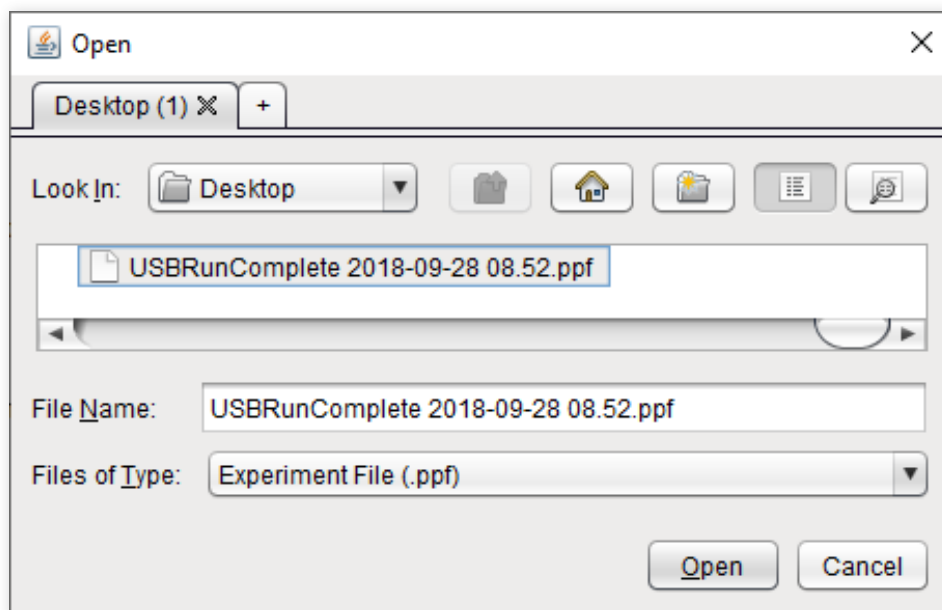 Open
Desktop (1)
+
Look In: Desktop
USBRunComplete 2018-09-28 08.52.ppf
File Name: USBRunComplete 2018-09-28 08.52.ppf
Files of Type: Experiment File (.ppf)
Open Cancel